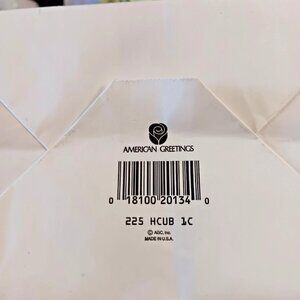 AMERICAN GREETINGS
0 18100 20134 0
225 HCUB 1C
© AGC, Inc.
MADE IN U.S.A.